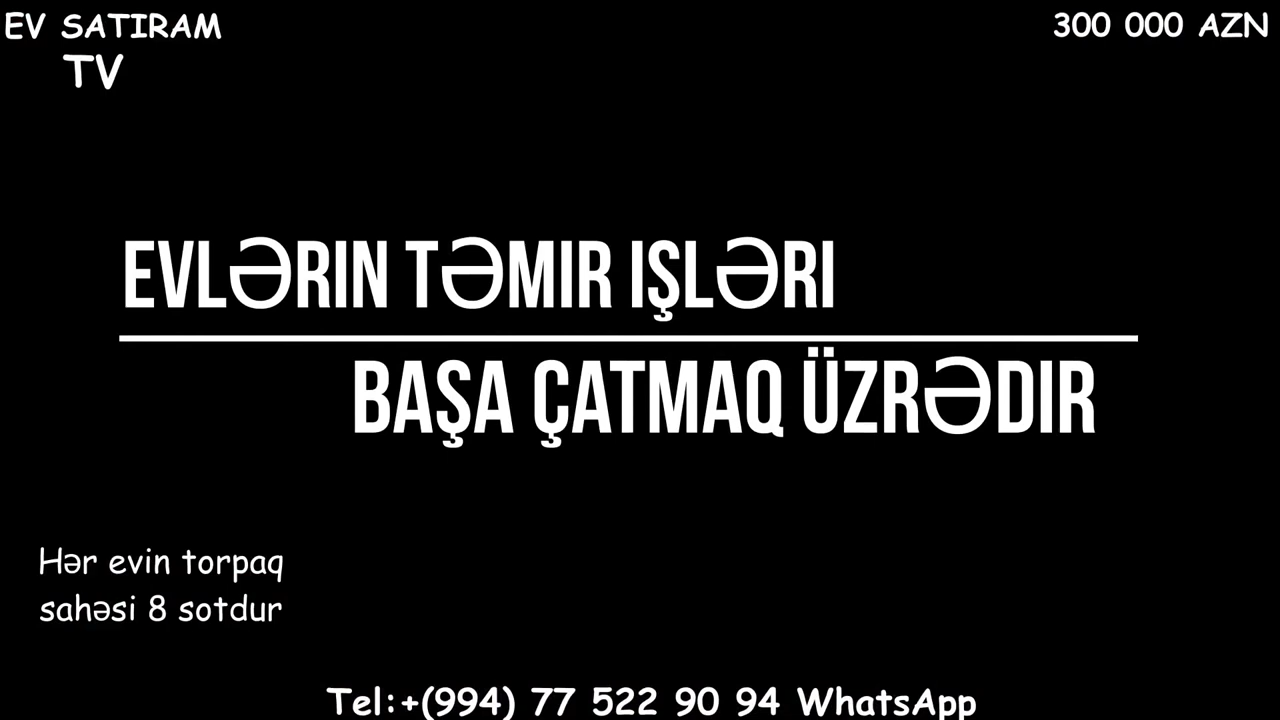 EV SATIRAM
TV
300 000 AZN
EVLƏRIN TƏMIR IŞLƏRI
BAŞA ÇATMAQ ÜZRƏDIR
Hər evin torpaq
sahəsi 8 sotdur
Tel:+(994) 77 522 90 94 WhatsApp